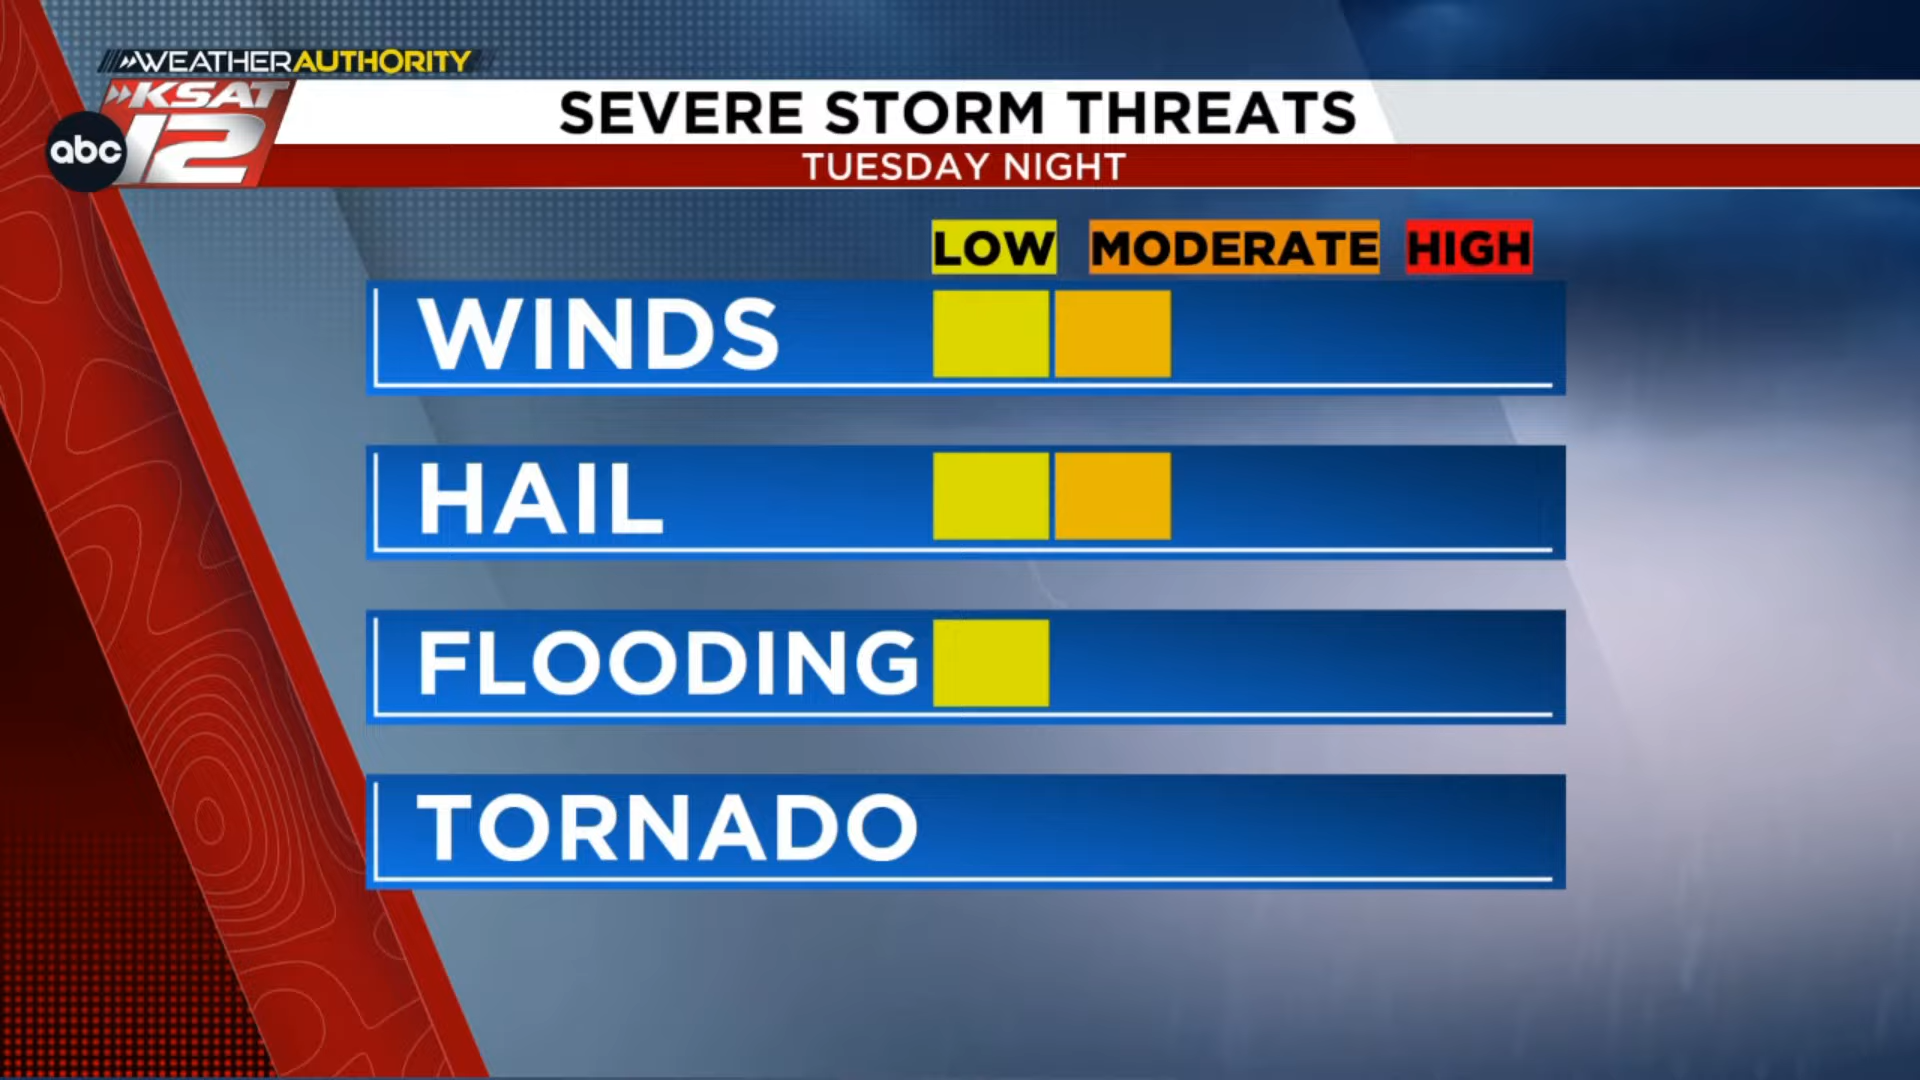 WEATHERAUTHORITY
KSAT
abc 12
SEVERE STORM THREATS
TUESDAY NIGHT
LOW MODERATE HIGH
WINDS
HAIL
FLOODING
TORNADO